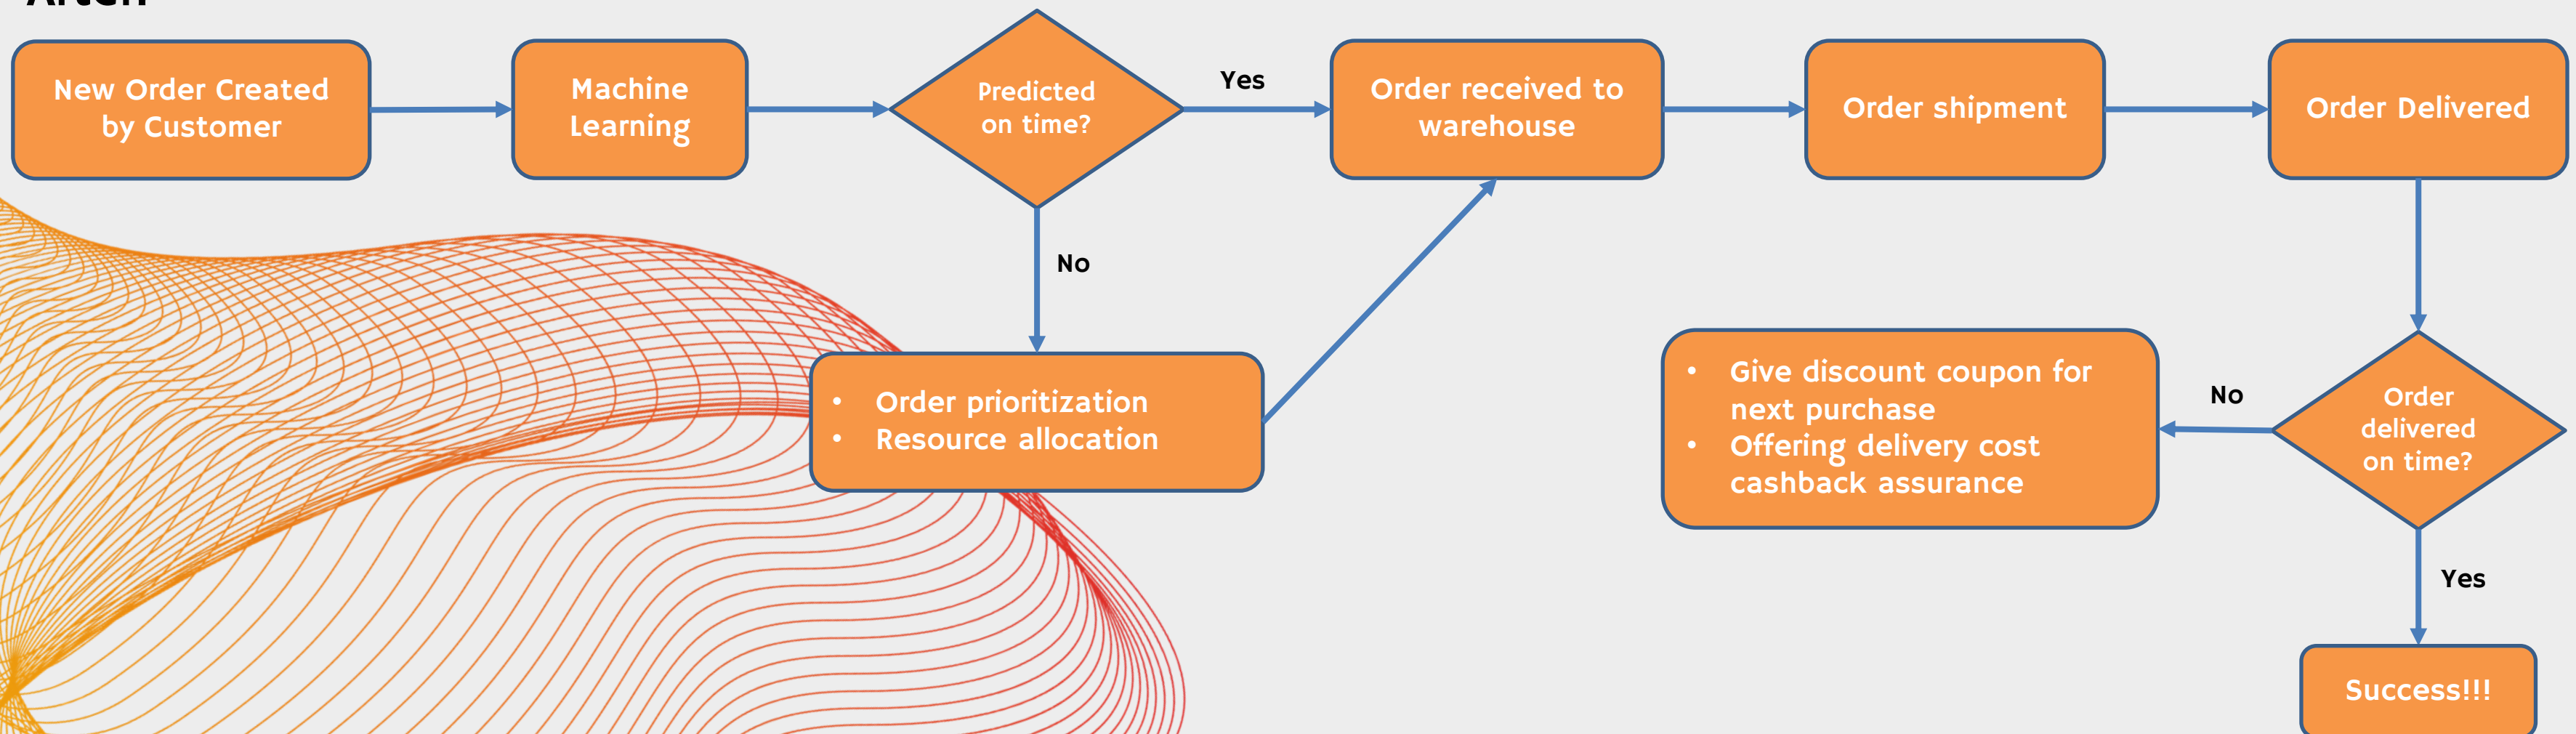 New Order Created
by Customer
Machine
Learning
Predicted
on time?
Yes
Order received to
warehouse
Order shipment
Order Delivered
No
• Order prioritization
• Resource allocation
• Give discount coupon for
next purchase
• Offering delivery cost
cashback assurance
No
Order
delivered
on time?
Yes
Success!!!